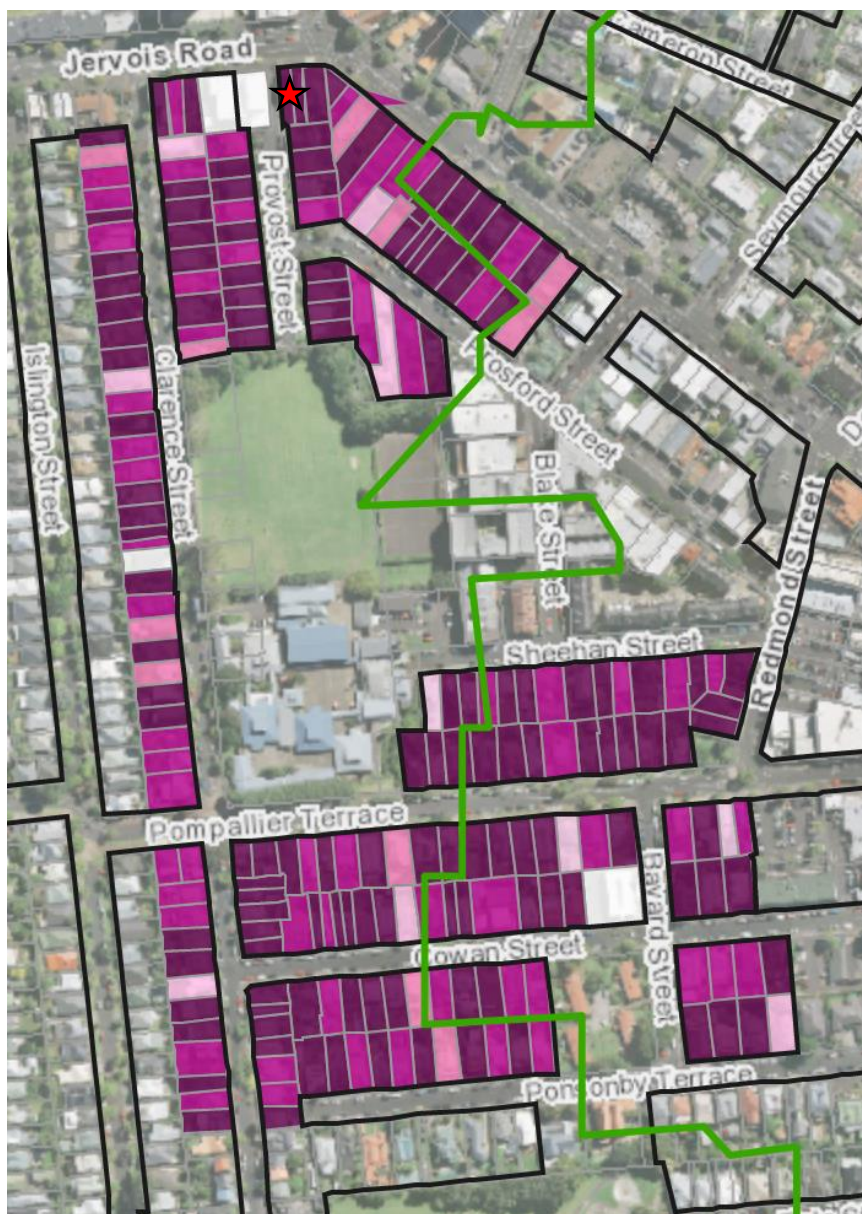 Jervois Road
Cameron Street
Seymour Street
Provost Street
Islington Street
Clarence Street
Prosford Street
Blake Street
Redmond Street
Sheehan Street
Pompallier Terrace
Bayard Street
Cowan Street
Ponsonby Terrace